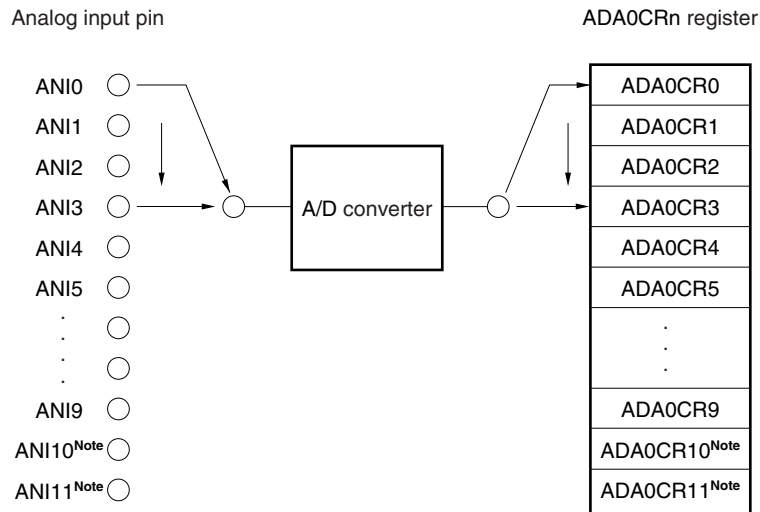 Analog input pin
ADA0CRn register
ANI0
ANI1
ANI2
ANI3
ANI4
ANI5
.
.
.
.
ANI9
ANI10Note
ANI11Note
A/D converter
ADA0CR0
ADA0CR1
ADA0CR2
ADA0CR3
ADA0CR4
ADA0CR5
.
.
.
ADA0CR9
ADA0CR10Note
ADA0CR11Note